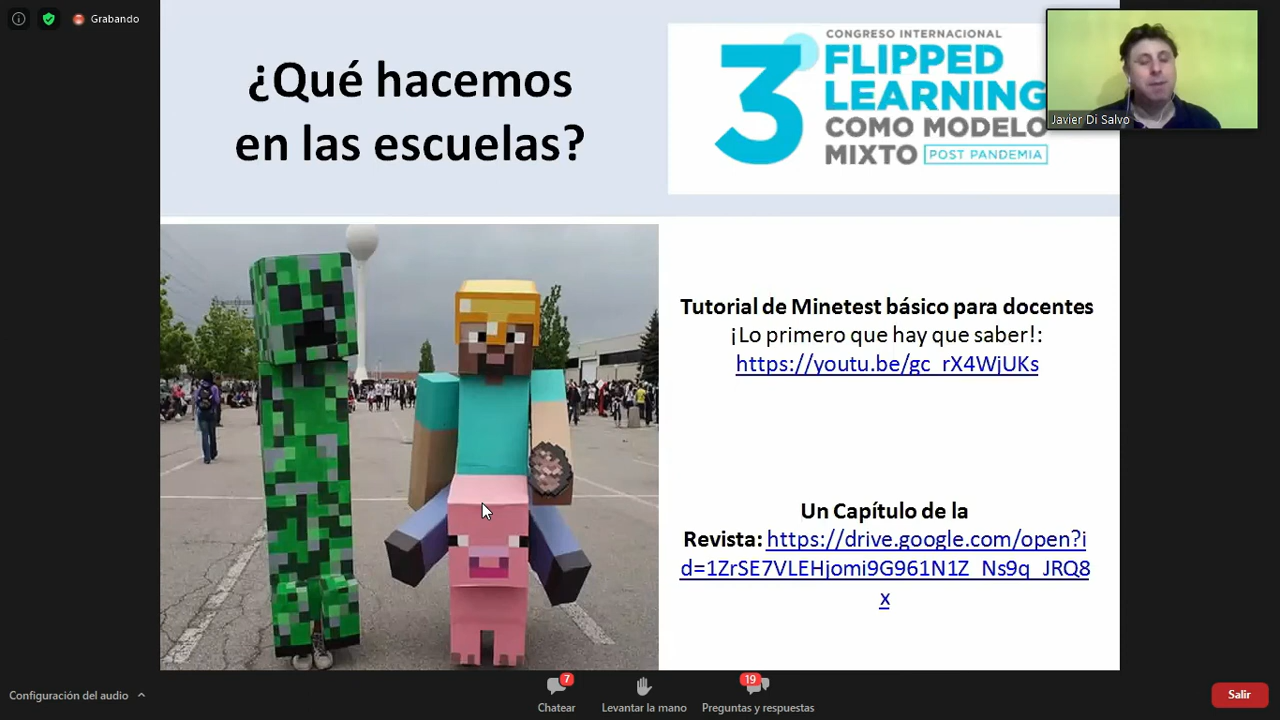 Grabando
¿Qué hacemos
en las escuelas?
3
CONGRESO INTERNACIONAL
FLIPPED
LEARNING
COMO MODELO
MIXTO POST PANDEMIA
Javier Di Salvo
Tutorial de Minetest básico para docentes
¡Lo primero que hay que saber!:
https://youtu.be/gc_rX4WjUKs
Un Capítulo de la
Revista: https://drive.google.com/open?i
d=1ZrSE7VLEHjomi9G961N1Z_Ns9q_JRQ8
x
Configuración del audio
7
Chatear
Levantar la mano
19
Preguntas y respuestas
Salir